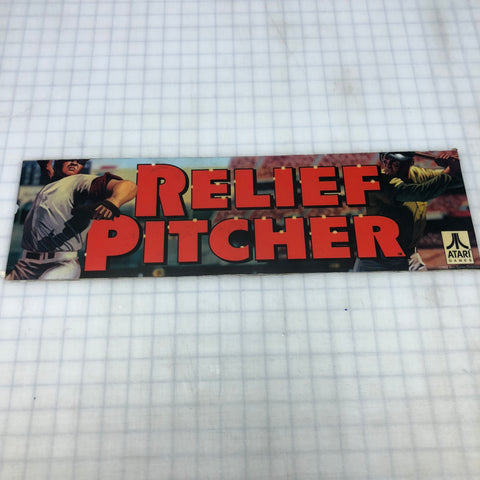 RELIEF
PITCHER
ATARI
GAMES